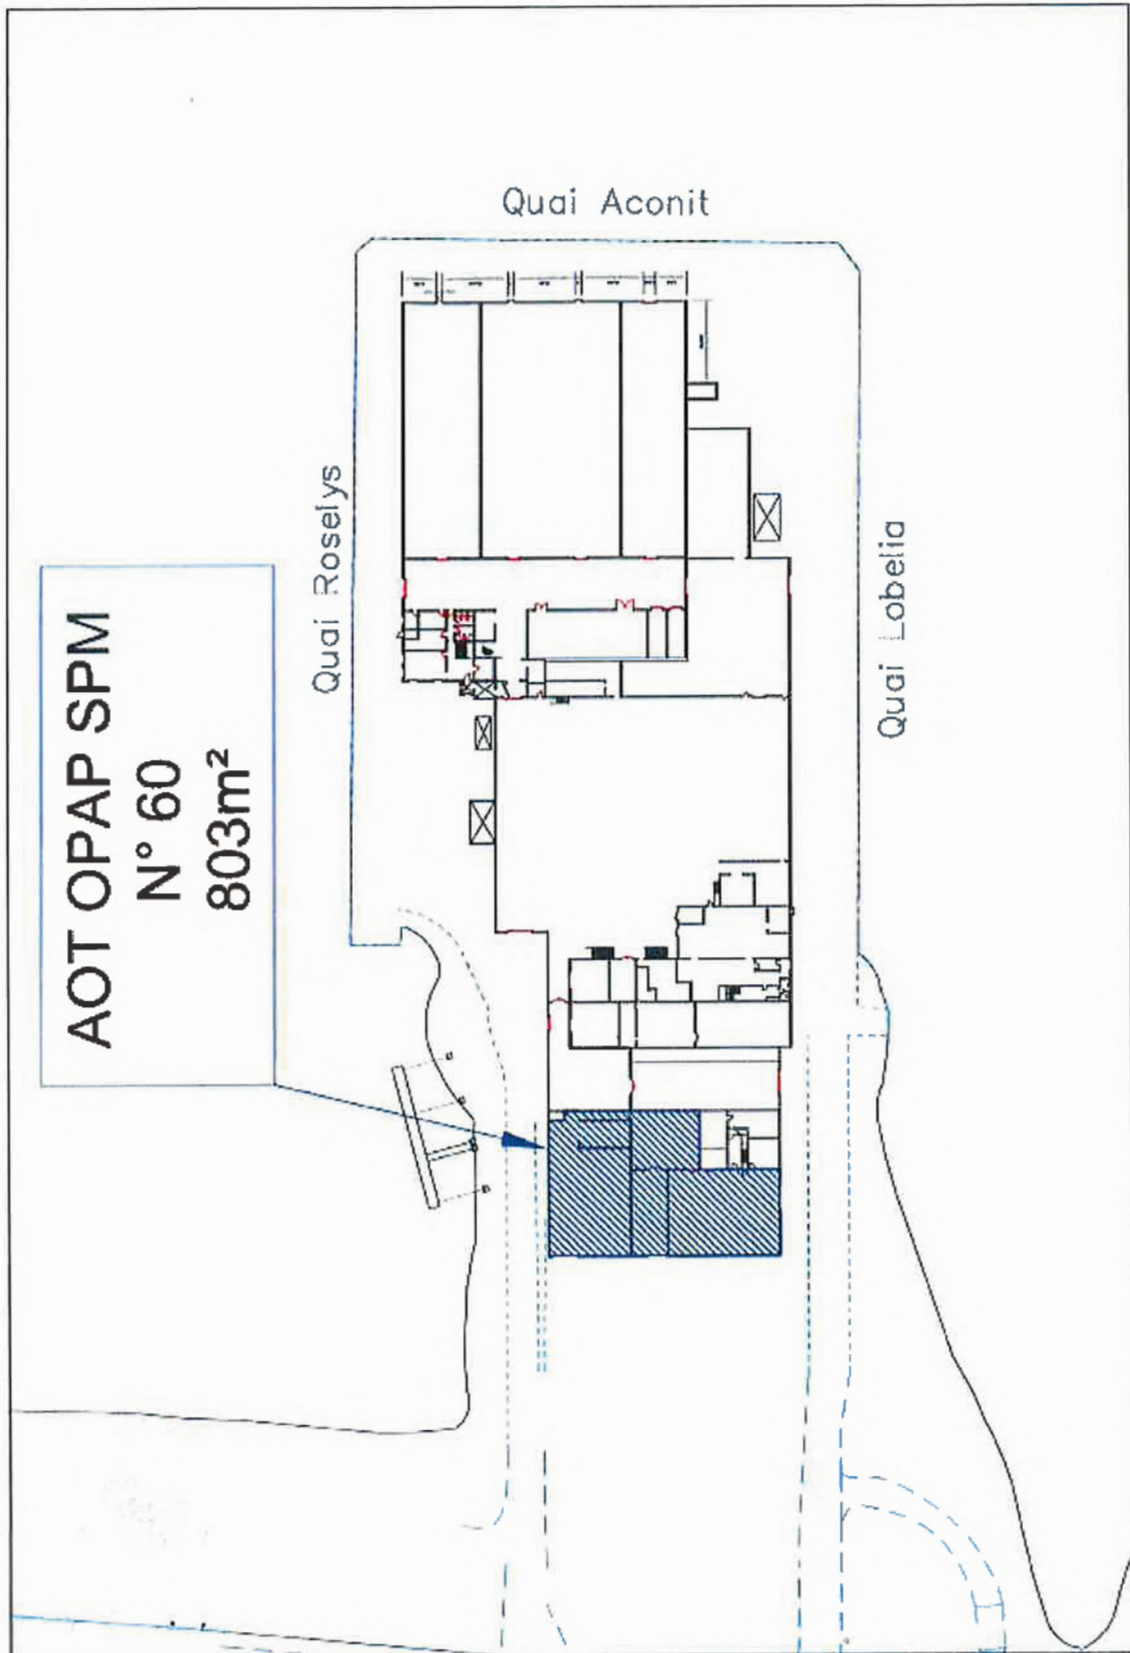 Quai Aconit
Quai Roselys
Quai Lobelia
AOT OPAP SPM
N° 60
803m²